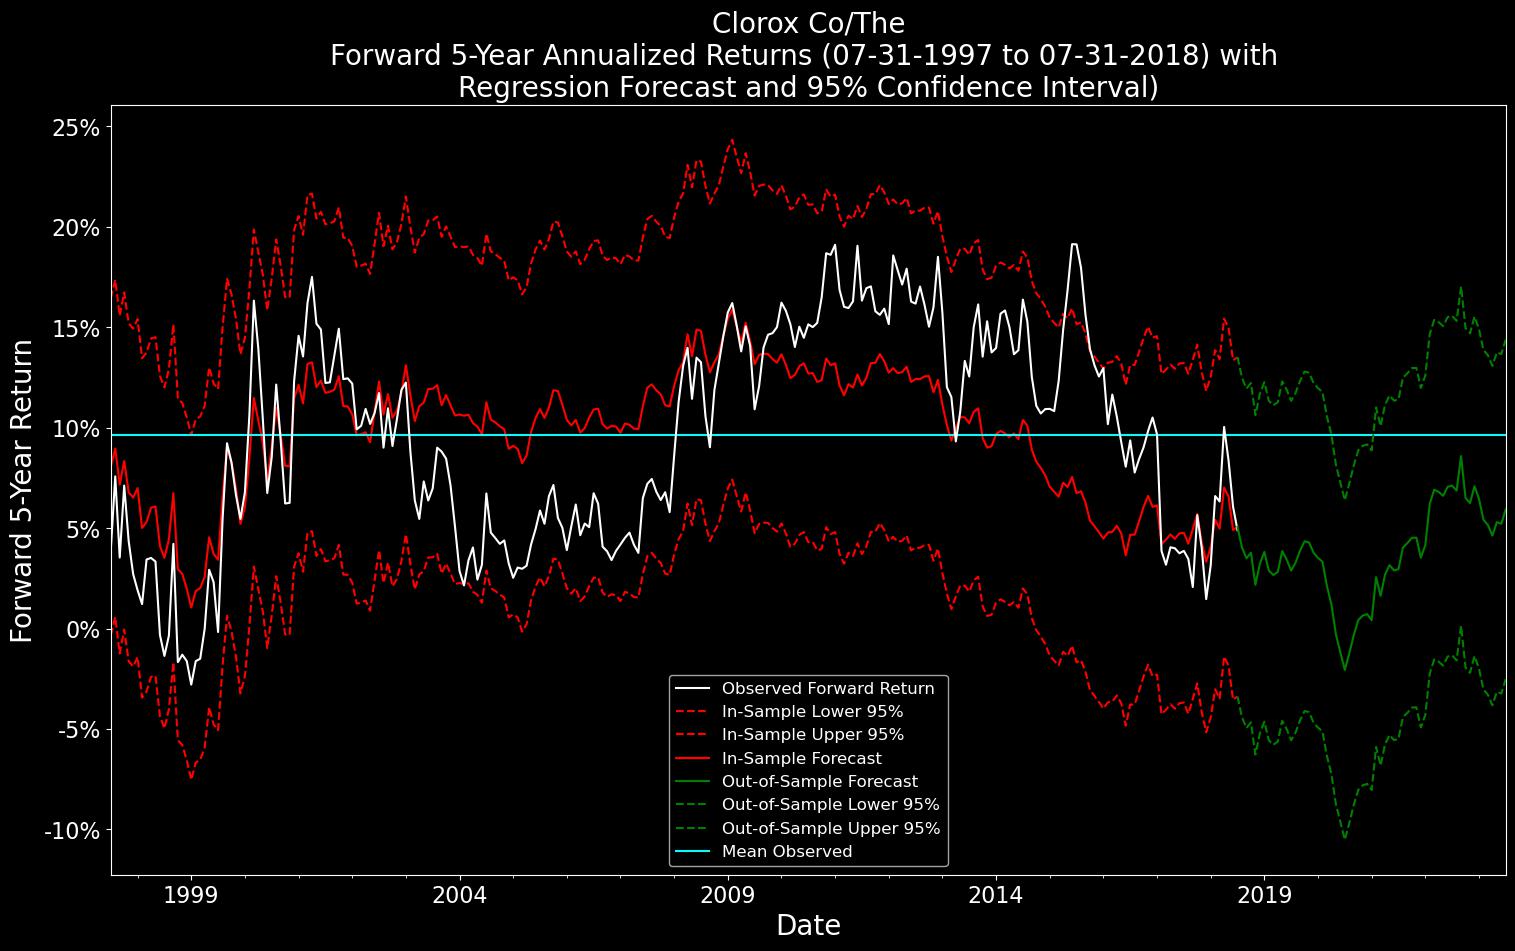 Clorox Co/The
Forward 5-Year Annualized Returns (07-31-1997 to 07-31-2018) with
Regression Forecast and 95% Confidence Interval)
25%
20%
15%
10%
5%
0%
-5%
-10%
Forward 5-Year Return
Observed Forward Return
In-Sample Lower 95%
In-Sample Upper 95%
In-Sample Forecast
Out-of-Sample Forecast
Out-of-Sample Lower 95%
Out-of-Sample Upper 95%
Mean Observed
1999
2004
2009
2014
2019
Date